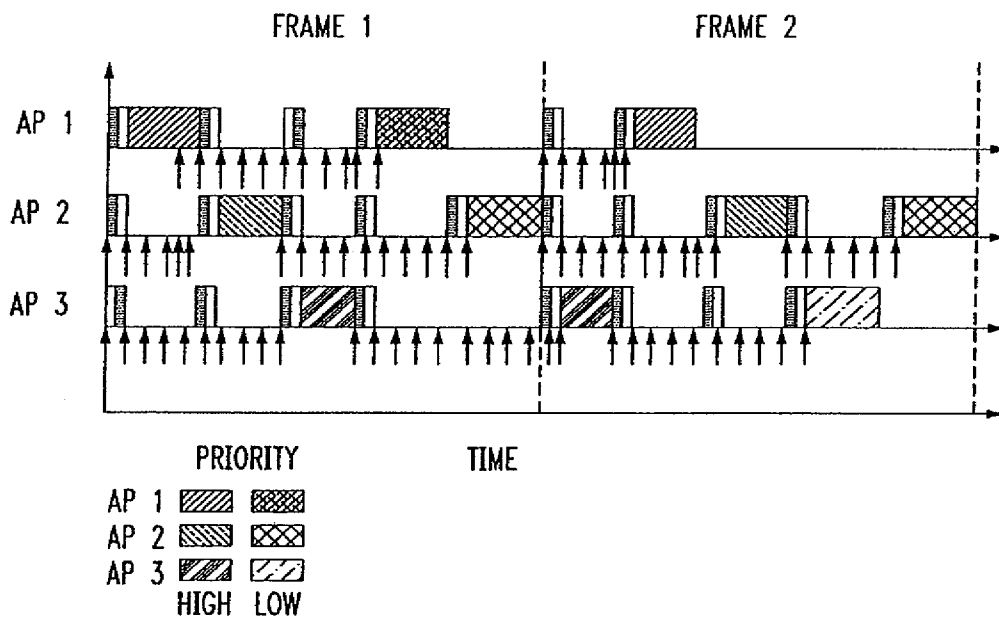 FRAME 1 FRAME 2
AP 1
AP 2
AP 3
PRIORITY TIME
AP 1
AP 2
AP 3
HIGH LOW